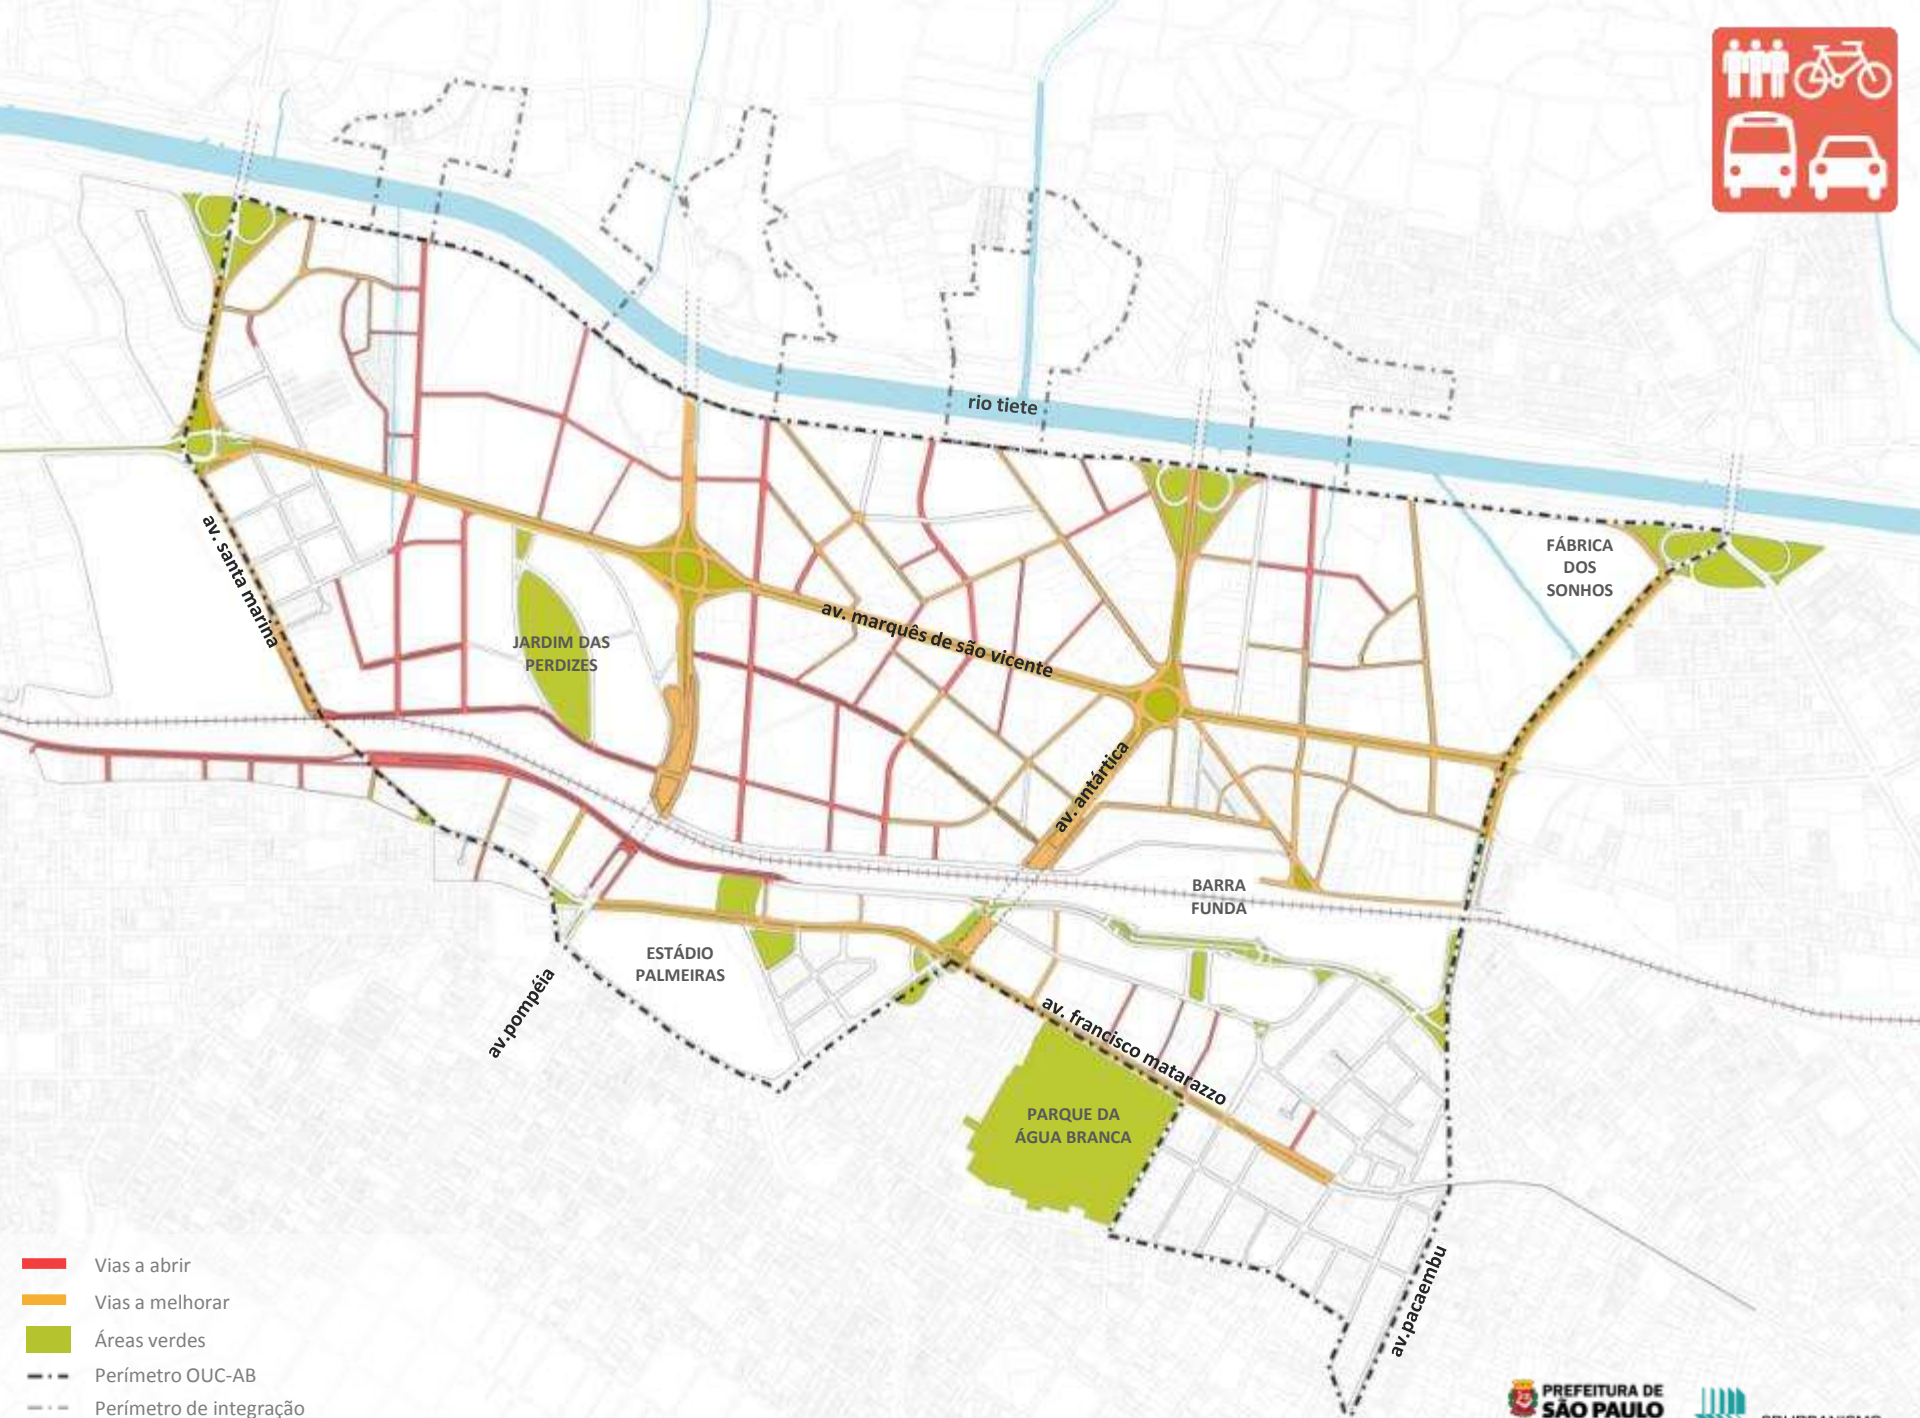 rio tiete
FÁBRICA
DOS
SONHOS
av. santa marina
JARDIM DAS
PERDIZES
av. marquês de são vicente
av. antártica
BARRA
FUNDA
ESTÁDIO
PALMEIRAS
av.pompéia
av. francisco matarazzo
PARQUE DA
ÁGUA BRANCA
av.pacaembu
Vias a abrir
Vias a melhorar
Áreas verdes
Perímetro OUC-AB
Perímetro de integração
PREFEITURA DE
SÃO PAULO